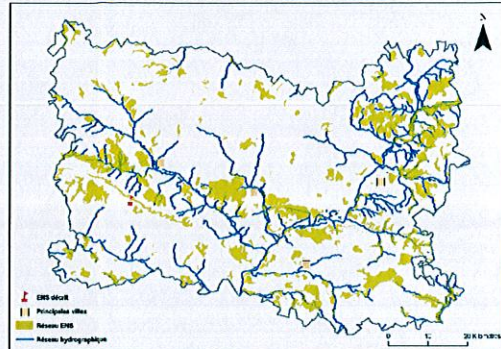 N
ENS décrit
Principales villes
Réseau ENS
Réseau hydrographique
0 10 20 Kilomètres